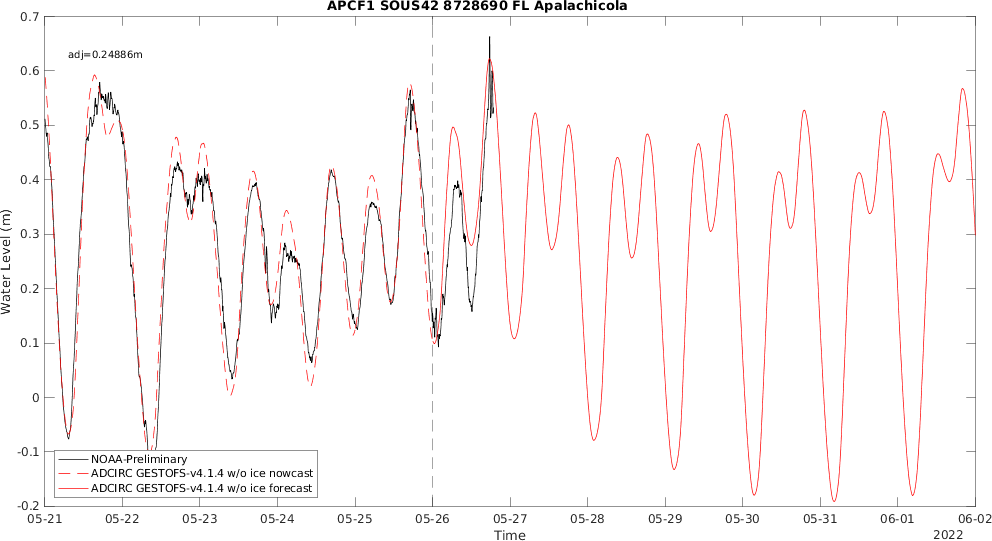 APCF1 SOUS42 8728690 FL Apalachicola
adj=0.24886m
0.7
0.6
0.5
0.4
0.3
0.2
0.1
0
-0.1
-0.2
Water Level (m)
NOAA-Preliminary
ADCIRC GESTOFS-v4.1.4 w/o ice nowcast
ADCIRC GESTOFS-v4.1.4 w/o ice forecast
05-21 05-22 05-23 05-24 05-25 05-26 05-27 05-28 05-29 05-30 05-31 06-01 06-02
Time
2022